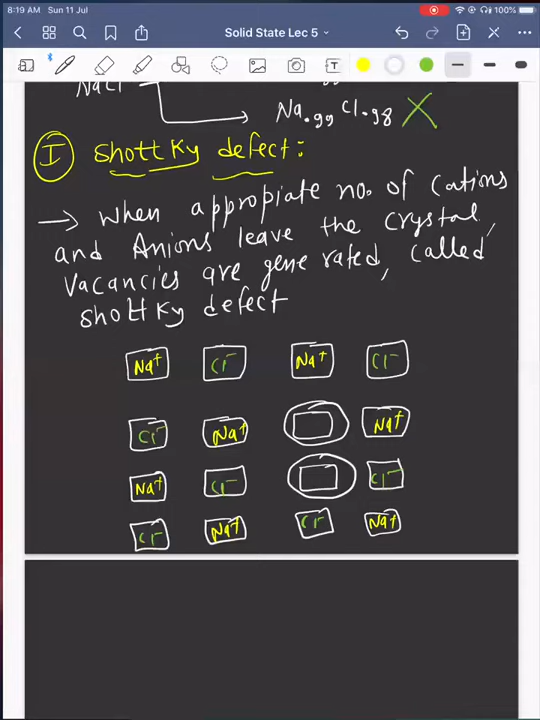 8:19 AM Sun 11 Jul 100%
Solid State Lec 5
T
NaCl
Na.99 Cl.98 X
I Shottky defect:
→ When appropiate no. of cations
and Anions leave the crystal,
vacancies are generated, called
shottky defect
Na+ Cl- Na+ Cl-
Cl- Na+ Na+
Na+ Cl- Cl-
Cl- Na+ Cl- Na+